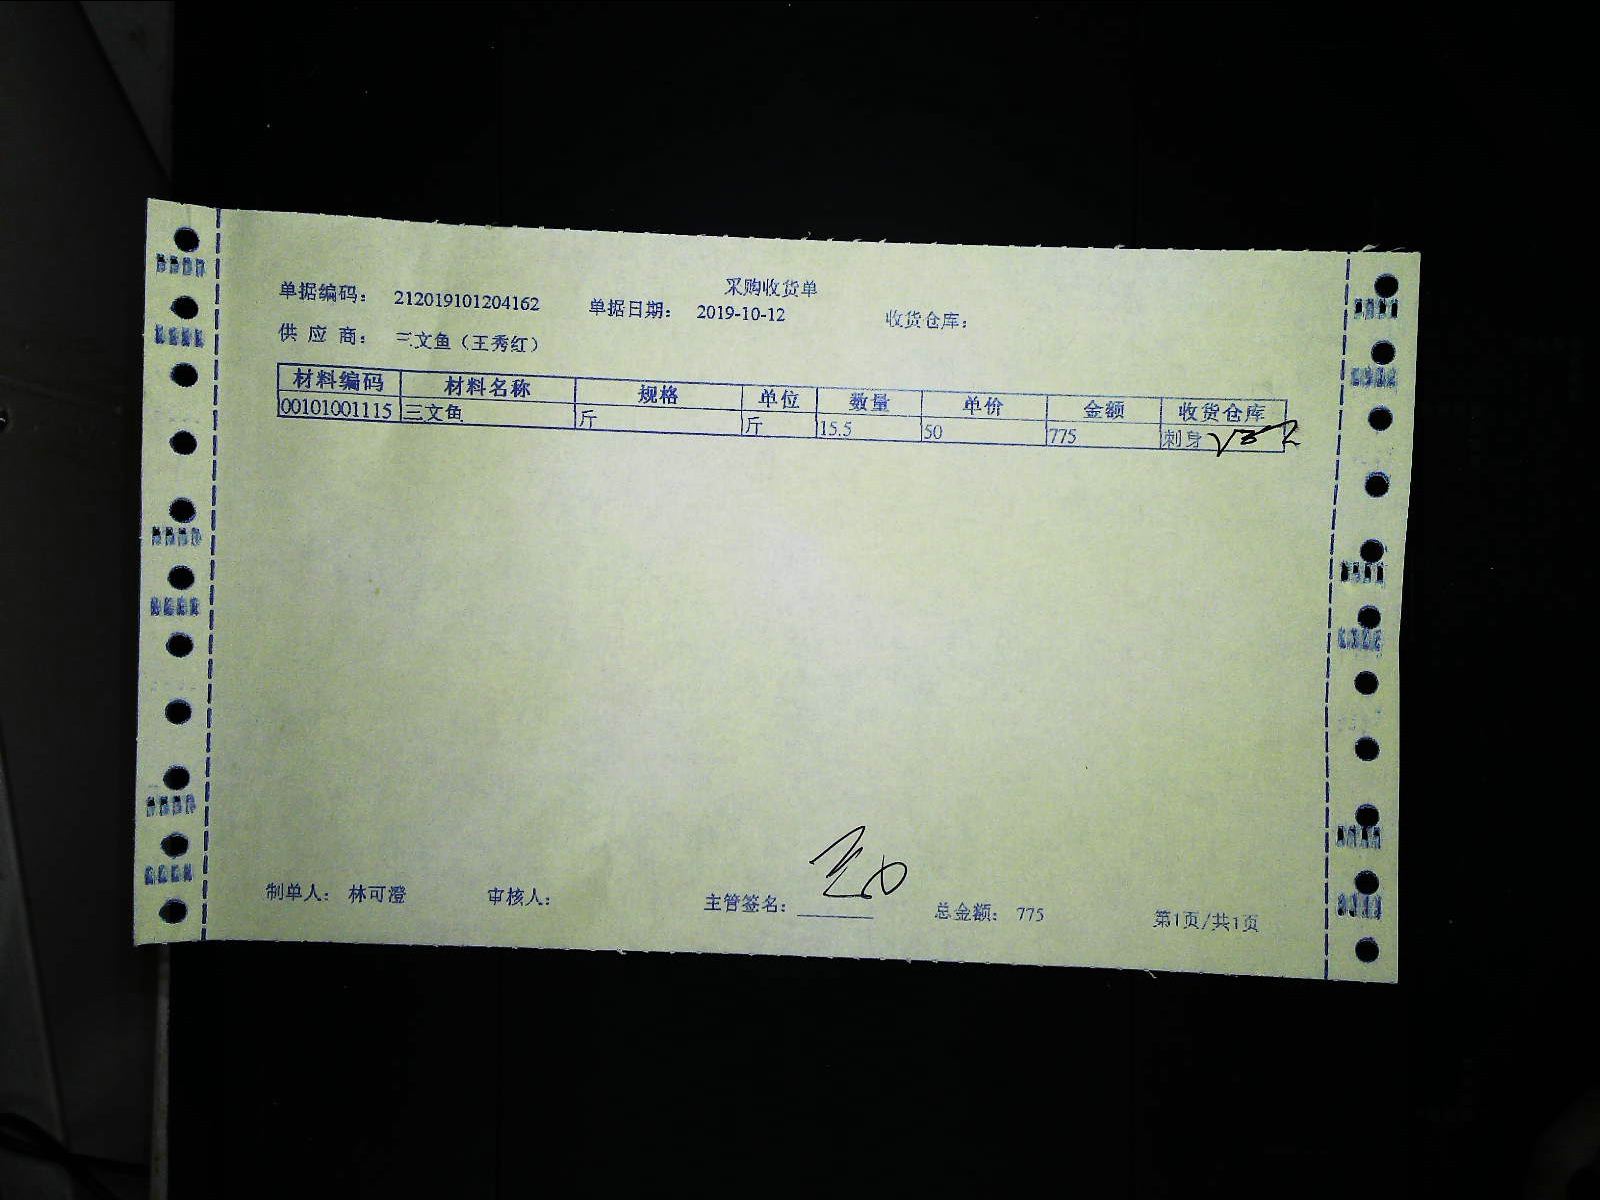 采购收货单
单据编码： 212019101204162 单据日期： 2019-10-12 收货仓库：
供 应 商： 三文鱼（王秀红）
材料编码 材料名称 规格 单位 数量 单价 金额 收货仓库
00101001115 三文鱼 斤 斤 15.5 50 775 刺身
制单人： 林可澄 审核人： 主管签名： 总金额： 775 第1页/共1页